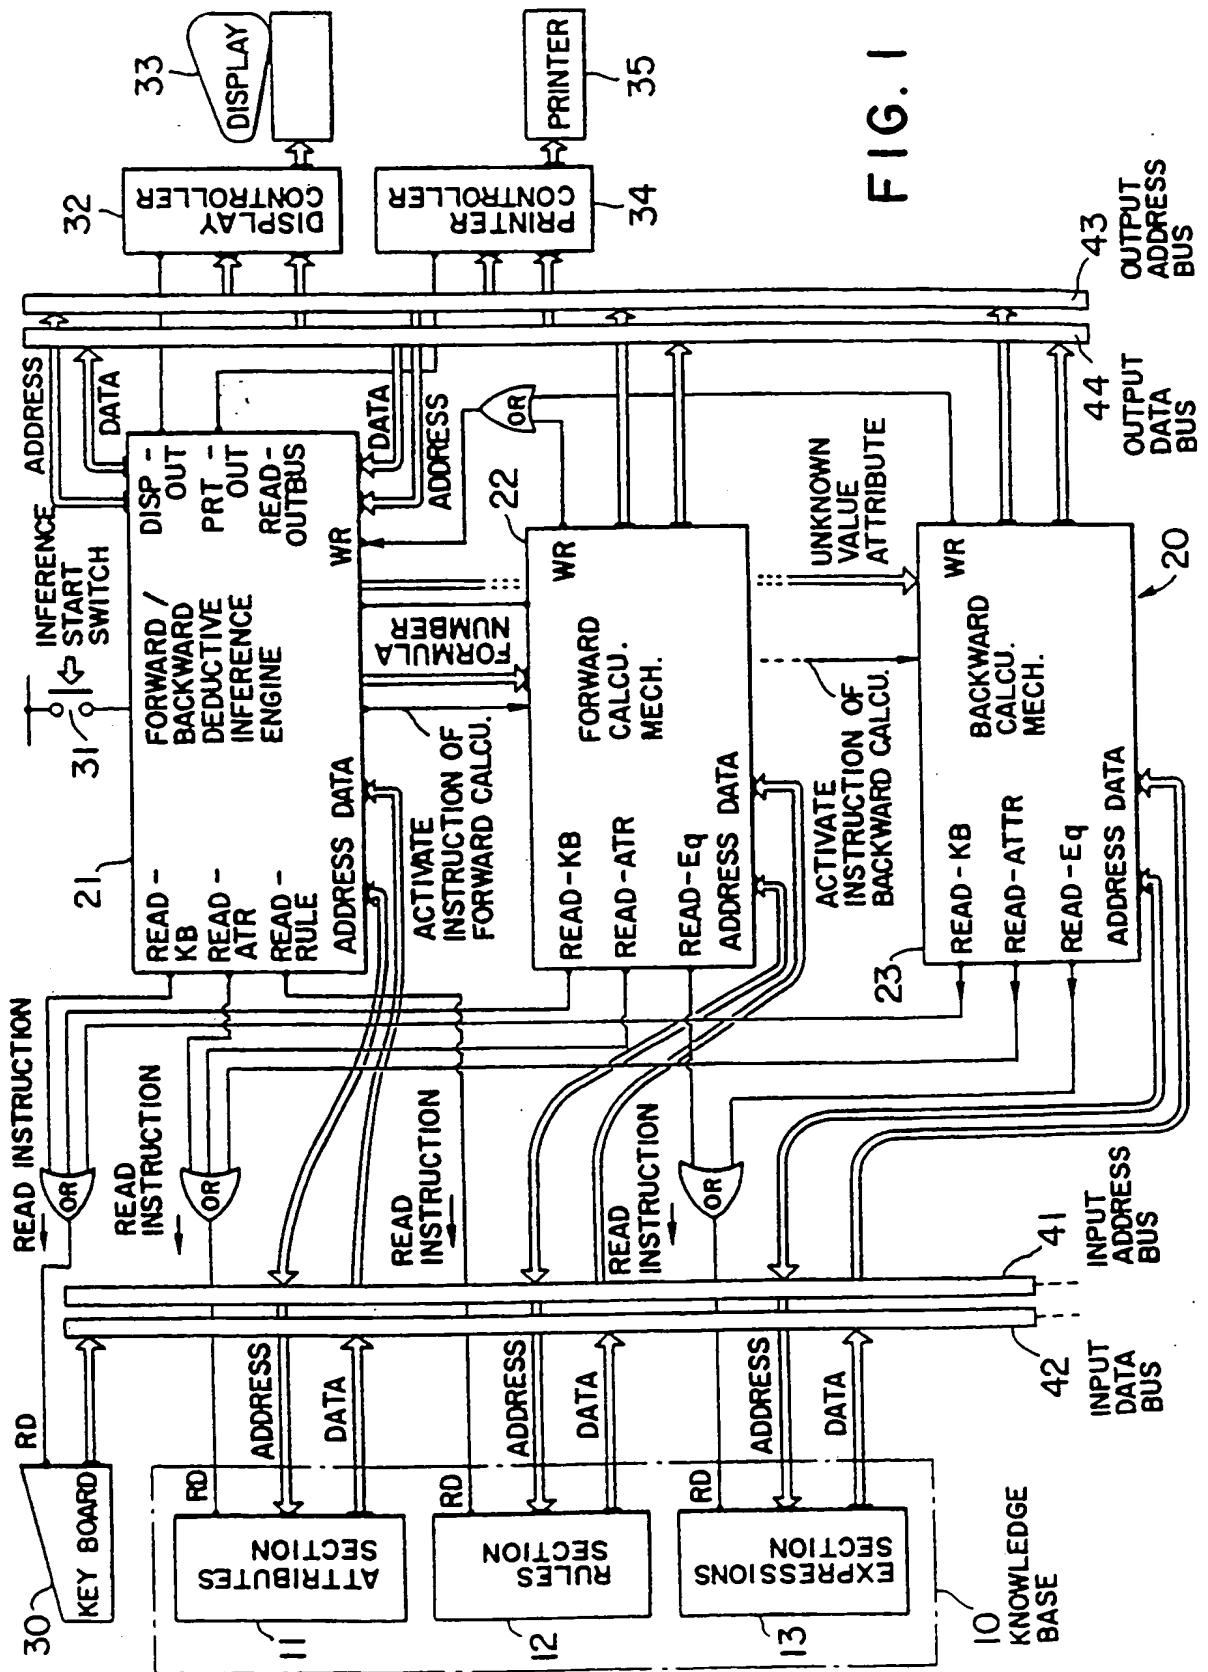 FIG. 1
30
KEY BOARD
RD
READ INSTRUCTION
OR
READ
INSTRUCTION
OR
10
KNOWLEDGE
BASE
11
ATTRIBUTES
SECTION
RD
ADDRESS
DATA
12
RULES
SECTION
RD
ADDRESS
DATA
READ
INSTRUCTION
13
EXPRESSIONS
SECTION
RD
ADDRESS
DATA
READ
INSTRUCTION
OR
42
INPUT
DATA
BUS
41
INPUT
ADDRESS
BUS
31
INFERENCE
START
SWITCH
21
FORWARD /
BACKWARD
DEDUCTIVE
INFERENCE
ENGINE
READ-
KB
READ-
ATR
READ-
RULE
ADDRESS DATA
DISP-
OUT
PRT-
OUT
READ-
OUTBUS
WR
ADDRESS
DATA
DATA
ADDRESS
ACTIVATE
INSTRUCTION OF
FORWARD CALCU.
FORMULA
NUMBER
22
FORWARD
CALCU.
MECH.
READ-KB
READ-ATR
READ-Eq
ADDRESS DATA
WR
OR
ACTIVATE
INSTRUCTION OF
BACKWARD CALCU.
UNKNOWN
VALUE
ATTRIBUTE
23
BACKWARD
CALCU.
MECH.
READ-KB
READ-ATTR
READ-Eq
ADDRESS DATA
WR
20
44
OUTPUT
DATA
BUS
43
OUTPUT
ADDRESS
BUS
32
DISPLAY
CONTROLLER
33
DISPLAY
34
PRINTER
CONTROLLER
35
PRINTER